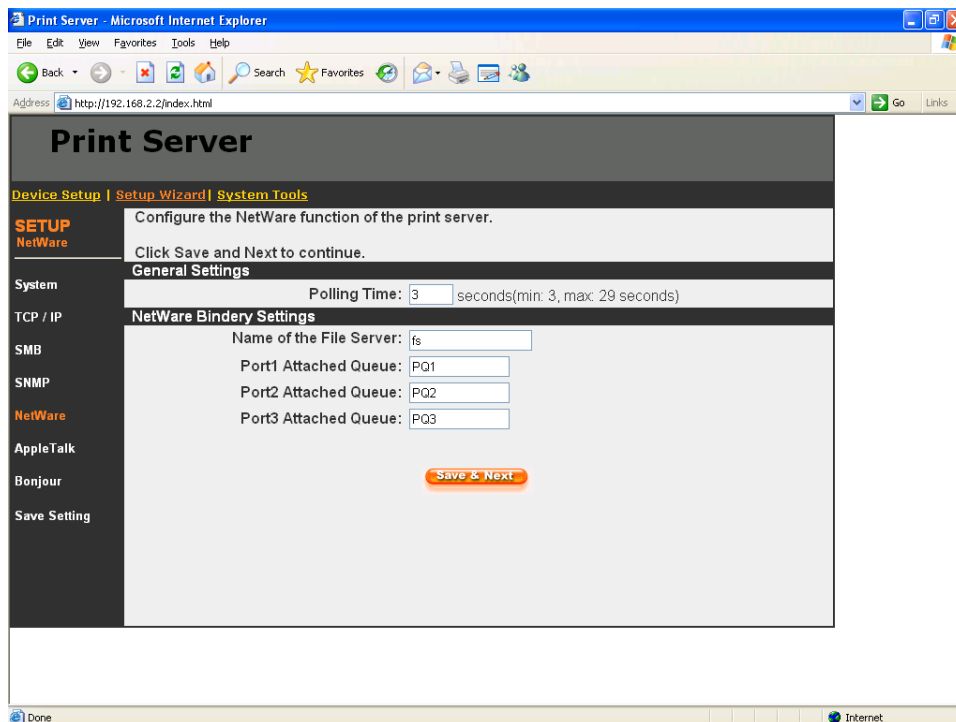 Print Server - Microsoft Internet Explorer
File Edit View Favorites Tools Help
Back Search Favorites
Address http://192.168.2.2/index.html Go Links
Print Server
Device Setup | Setup Wizard | System Tools
SETUP
NetWare
System
TCP / IP
SMB
SNMP
NetWare
AppleTalk
Bonjour
Save Setting
Configure the NetWare function of the print server.
Click Save and Next to continue.
General Settings
Polling Time: 3 seconds(min: 3, max: 29 seconds)
NetWare Bindery Settings
Name of the File Server: fs
Port1 Attached Queue: PQ1
Port2 Attached Queue: PQ2
Port3 Attached Queue: PQ3
Save & Next
Done Internet